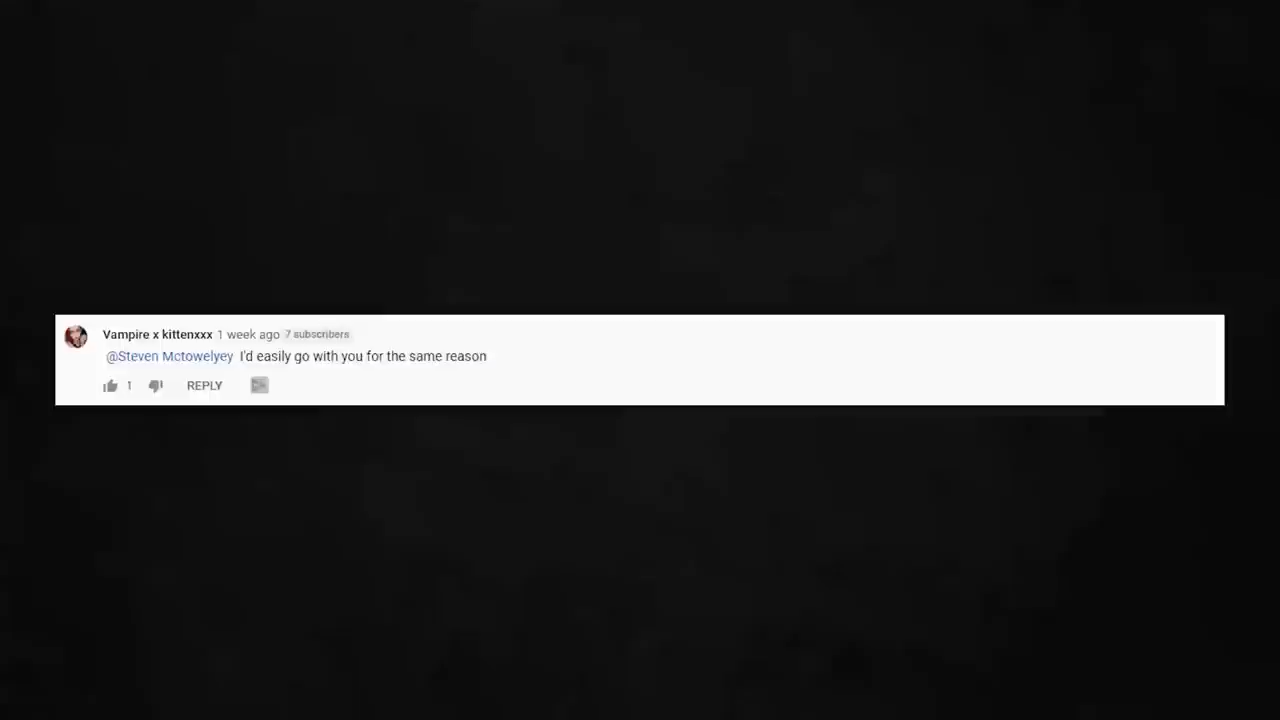 Vampire x kittenxxx 1 week ago 7 subscribers
@Steven Mctowelyey I'd easily go with you for the same reason
1 REPLY